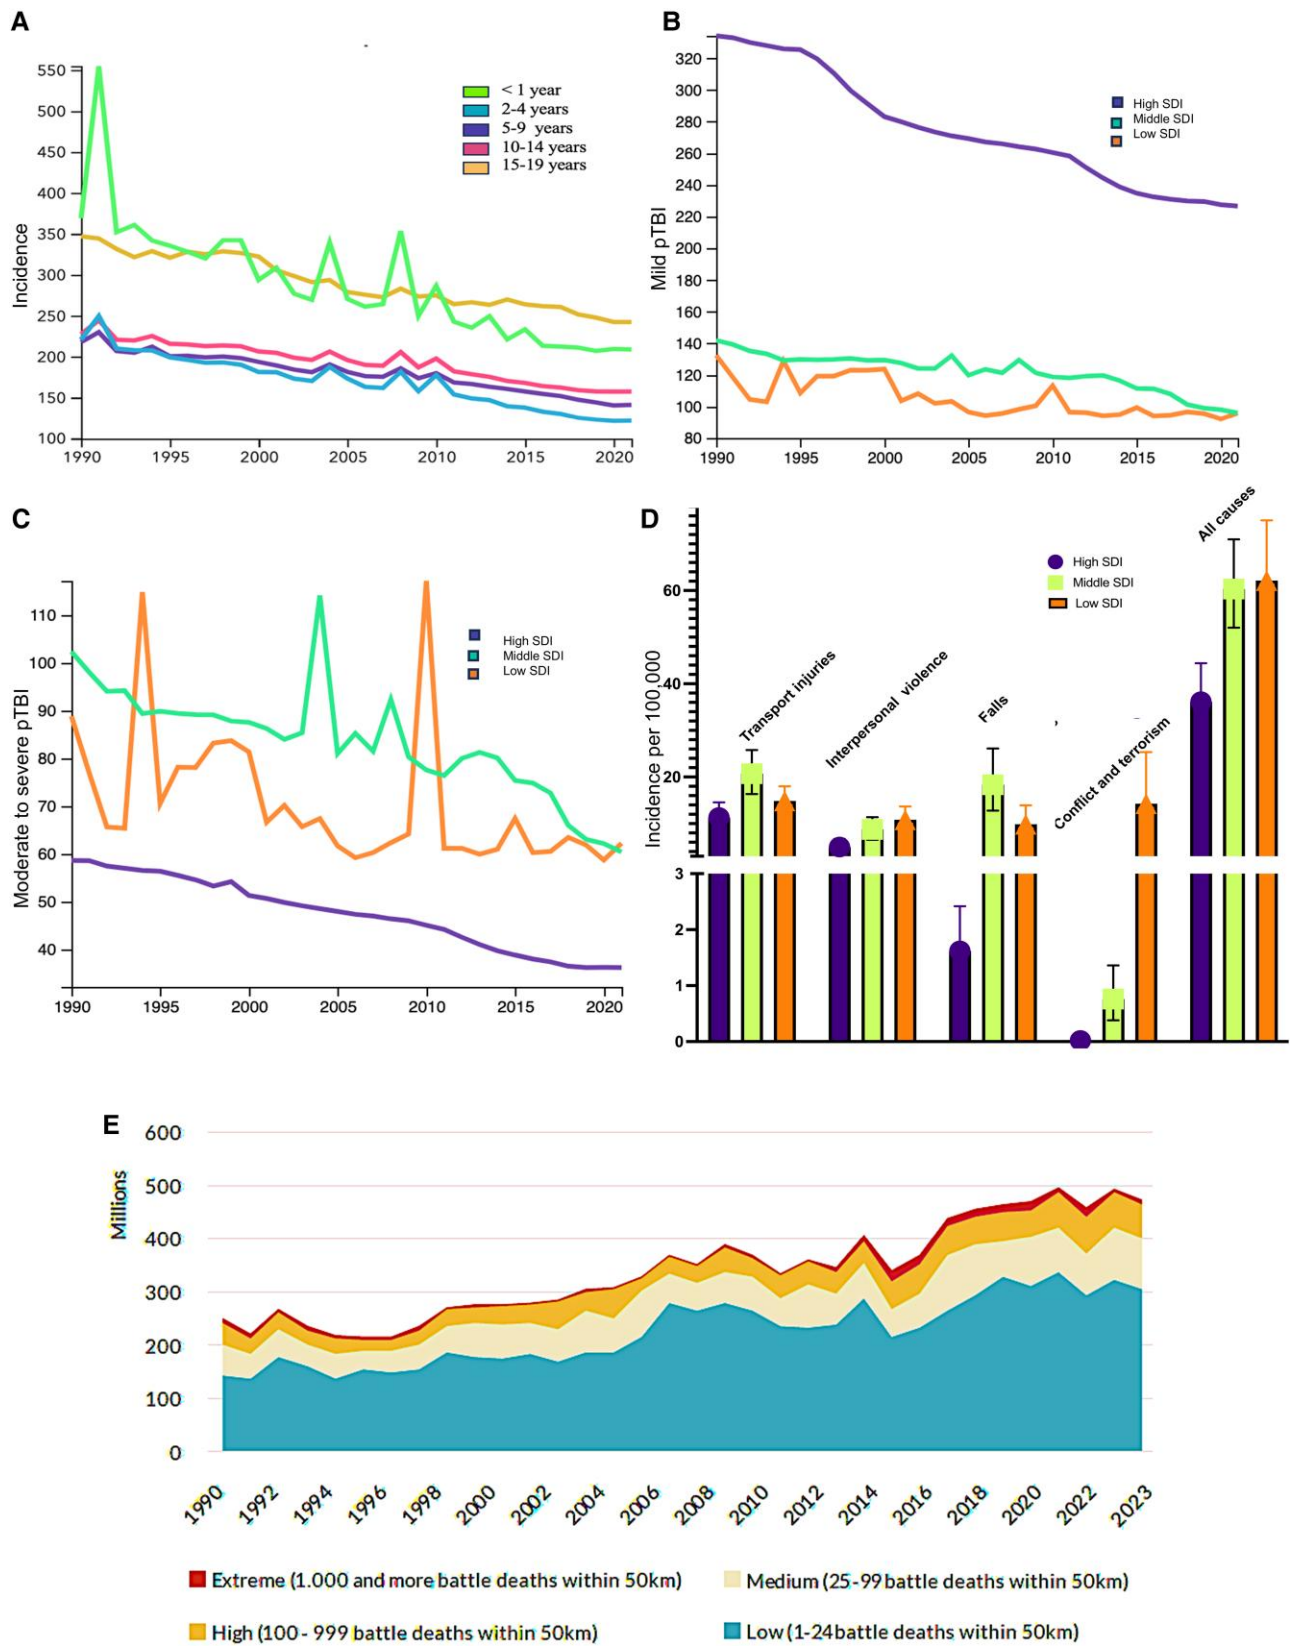 A
Incidence
550
500
450
400
350
300
250
200
150
100
1990 1995 2000 2005 2010 2015 2020
< 1 year
2-4 years
5-9 years
10-14 years
15-19 years
B
Mild pTBI
320
300
280
260
240
220
200
180
160
140
120
100
80
1990 1995 2000 2005 2010 2015 2020
High SDI
Middle SDI
Low SDI
C
Moderate to severe pTBI
110
100
90
80
70
60
50
40
1990 1995 2000 2005 2010 2015 2020
High SDI
Middle SDI
Low SDI
D
Incidence per 100,000
60
40
20
3
2
1
0
Transport injuries
Interpersonal violence
Falls
Conflict and terrorism
All causes
High SDI
Middle SDI
Low SDI
E
Millions
600
500
400
300
200
100
0
1990 1992 1994 1996 1998 2000 2002 2004 2006 2008 2010 2012 2014 2016 2018 2020 2022 2023
Extreme (1.000 and more battle deaths within 50km)
Medium (25-99 battle deaths within 50km)
High (100 - 999 battle deaths within 50km)
Low (1-24 battle deaths within 50km)